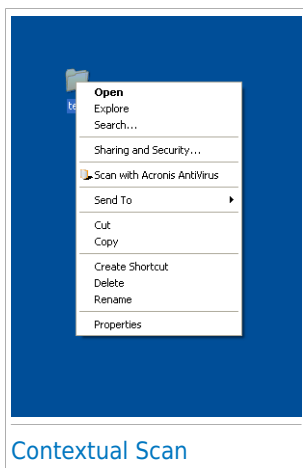 Open
Explore
Search...
Sharing and Security...
Scan with Acronis AntiVirus
Send To
Cut
Copy
Create Shortcut
Delete
Rename
Properties
Contextual Scan